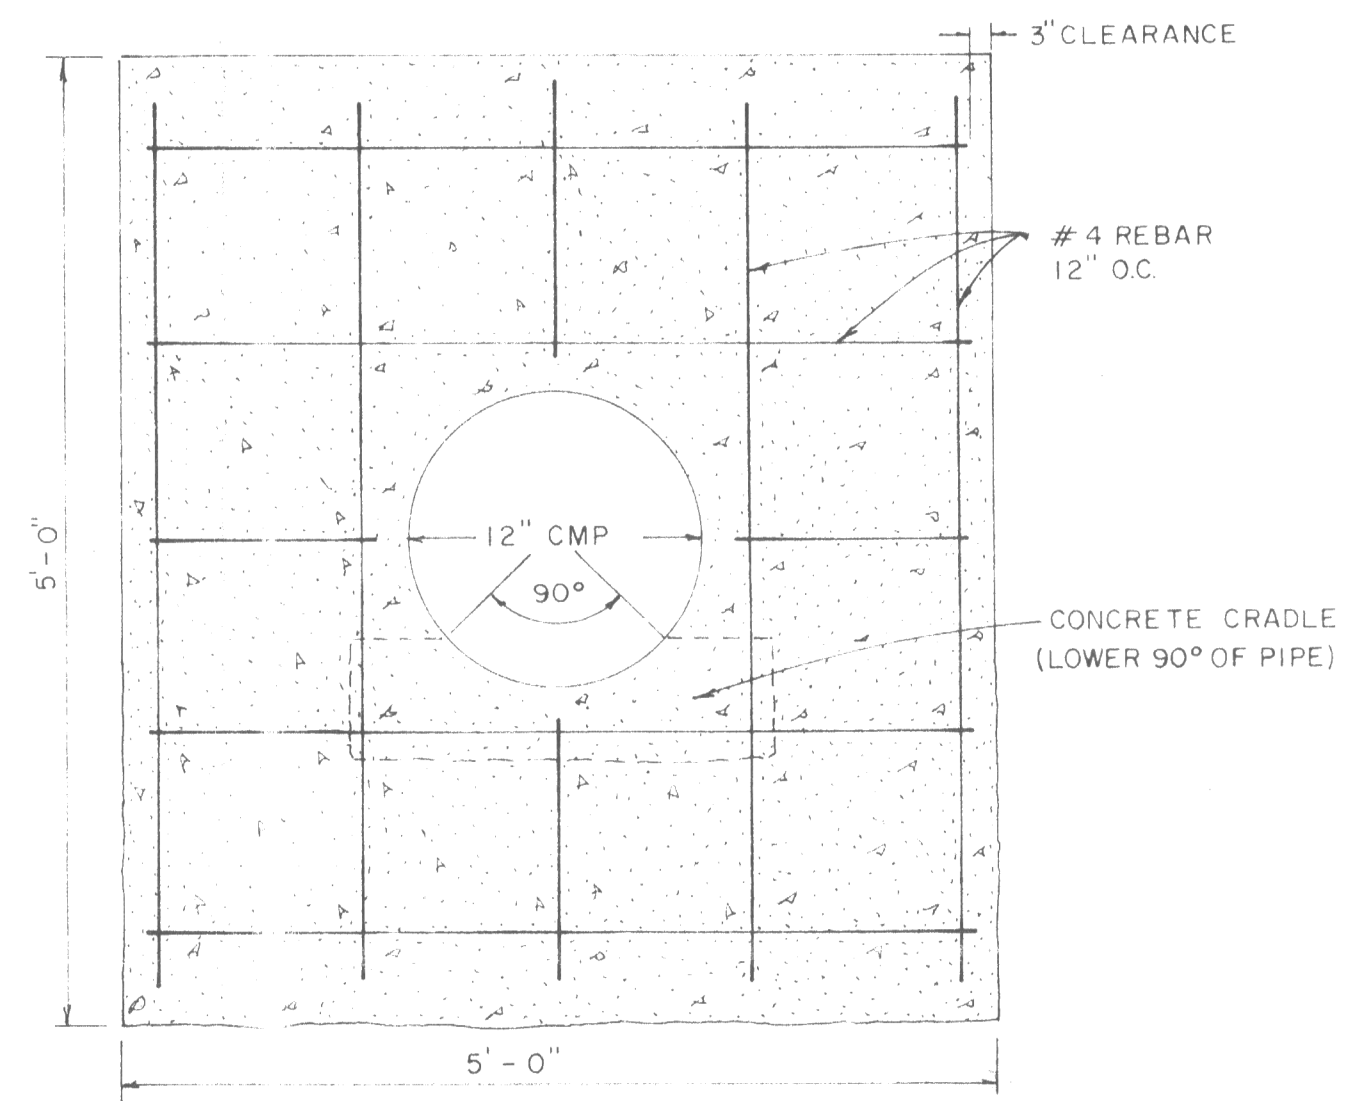 3" CLEARANCE
# 4 REBAR
12" O.C.
5'-0"
12" CMP
90°
CONCRETE CRADLE
(LOWER 90° OF PIPE)
5'-0"